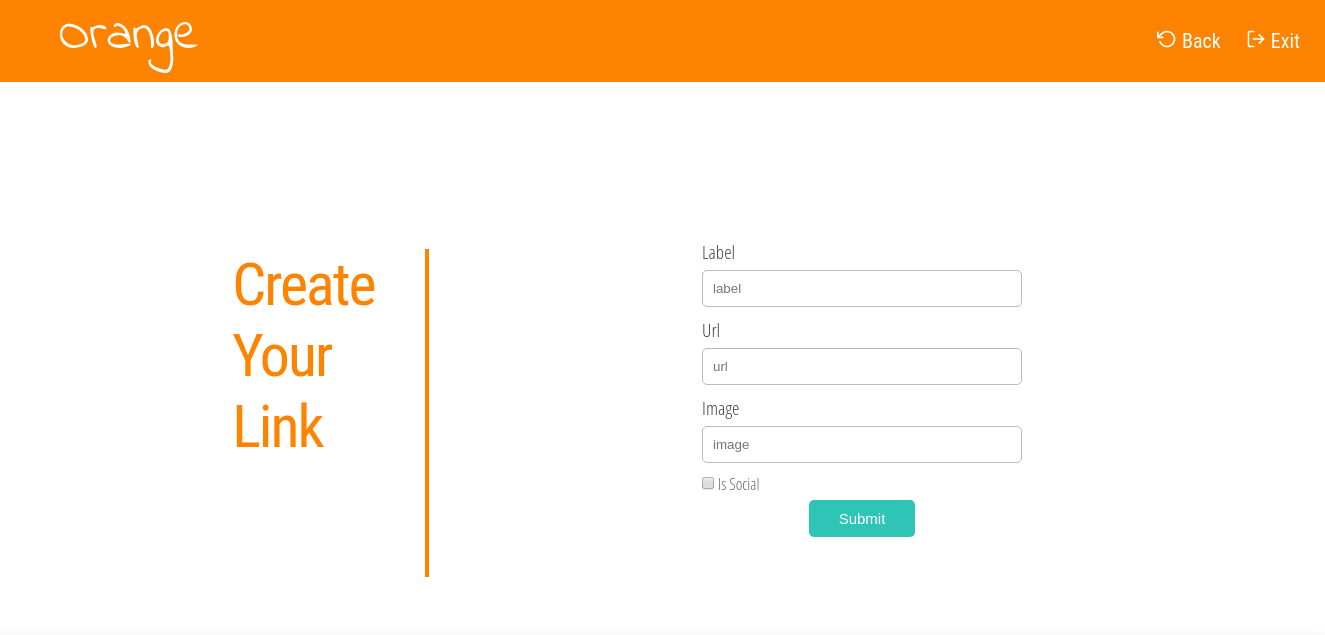 orange
Back
Exit
Create
Your
Link
Label
label
Url
url
Image
image
Is Social
Submit